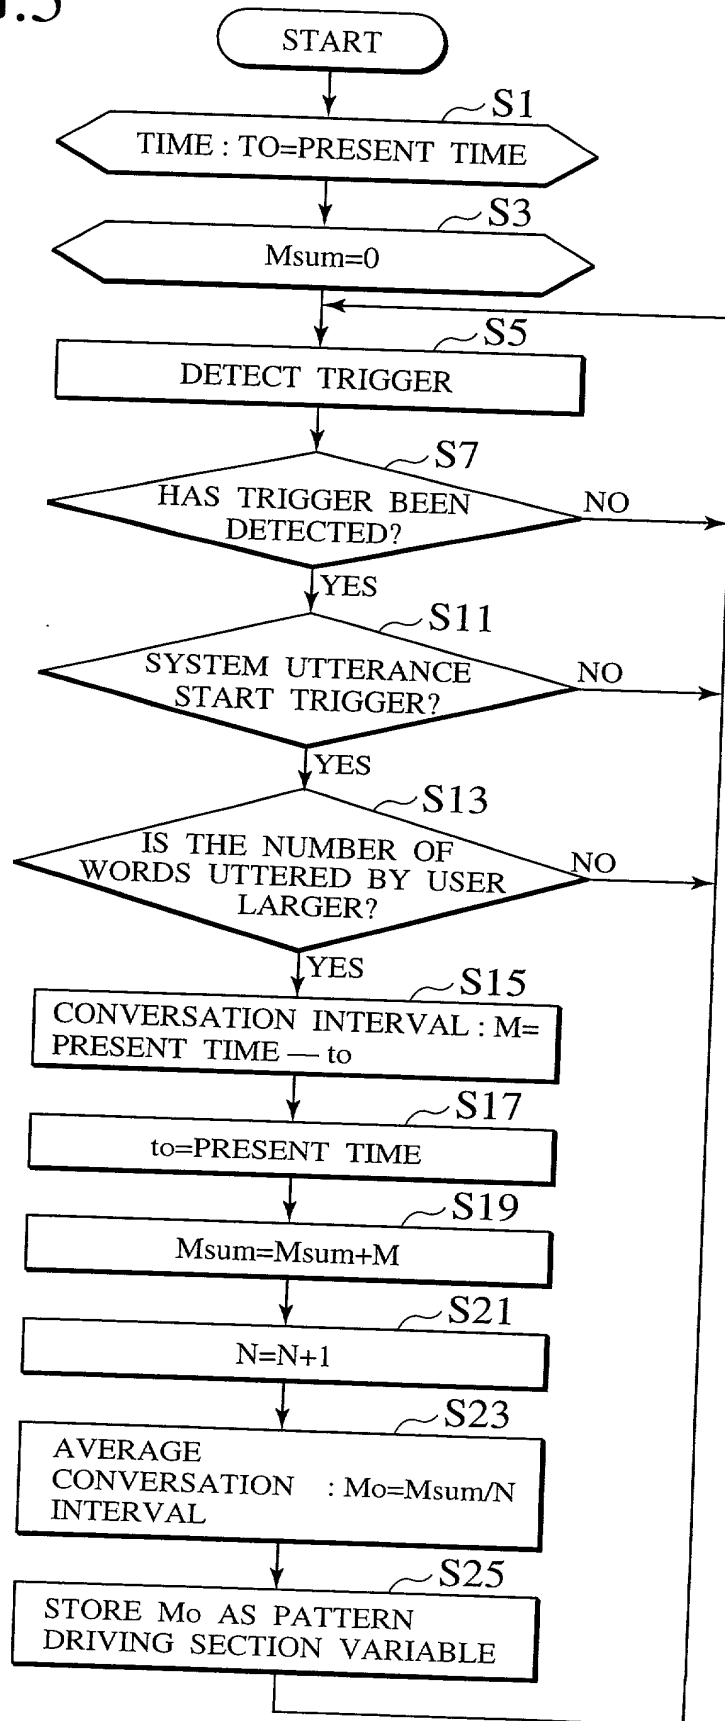 .5
START
S1
TIME : TO=PRESENT TIME
S3
Msum=0
S5
DETECT TRIGGER
S7
HAS TRIGGER BEEN
DETECTED?
NO
YES
S11
SYSTEM UTTERANCE
START TRIGGER?
NO
YES
S13
IS THE NUMBER OF
WORDS UTTERED BY USER
LARGER?
NO
YES
S15
CONVERSATION INTERVAL : M=
PRESENT TIME — to
S17
to=PRESENT TIME
S19
Msum=Msum+M
S21
N=N+1
S23
AVERAGE
CONVERSATION : Mo=Msum/N
INTERVAL
S25
STORE Mo AS PATTERN
DRIVING SECTION VARIABLE